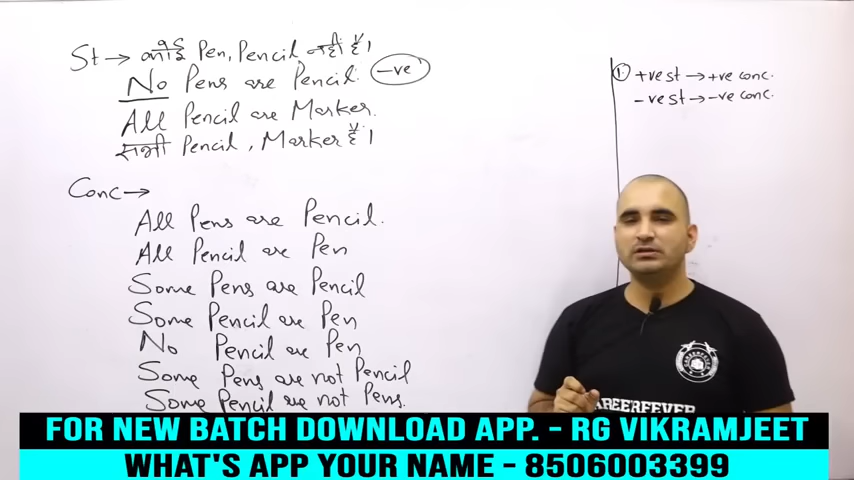 St → कोई Pen, Pencil नहीं है।
No Pens are Pencil. -ve
All Pencil are Marker.
सभी Pencil, Marker है।
Conc →
All Pens are Pencil.
All Pencil are Pen
Some Pens are Pencil
Some Pencil are Pen
No Pencil are Pen
Some Pens are not Pencil
Some Pencil are not Pens.
1. +ve st → +ve conc.
-ve st → -ve conc.
CAREERFEVER
FOR NEW BATCH DOWNLOAD APP. - RG VIKRAMJEET
WHAT'S APP YOUR NAME - 8506003399